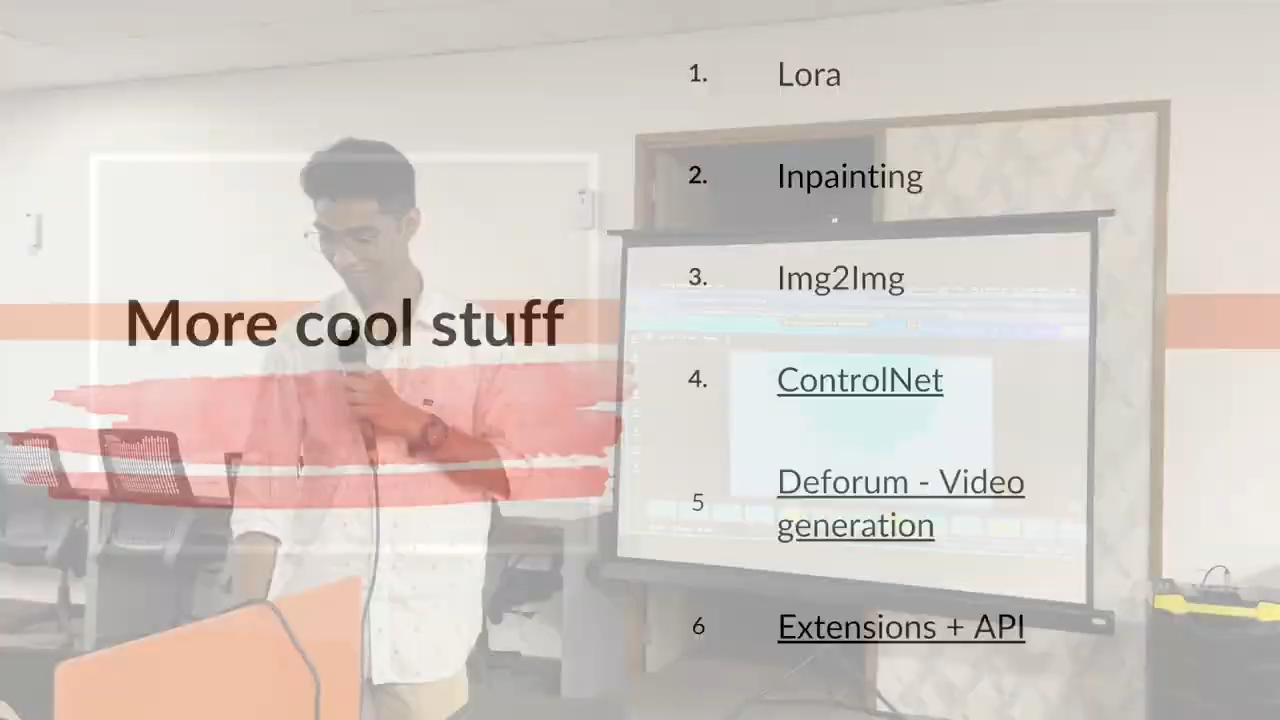 More cool stuff
1. Lora
2. Inpainting
3. Img2Img
4. ControlNet
5 Deforum - Video
generation
6 Extensions + API